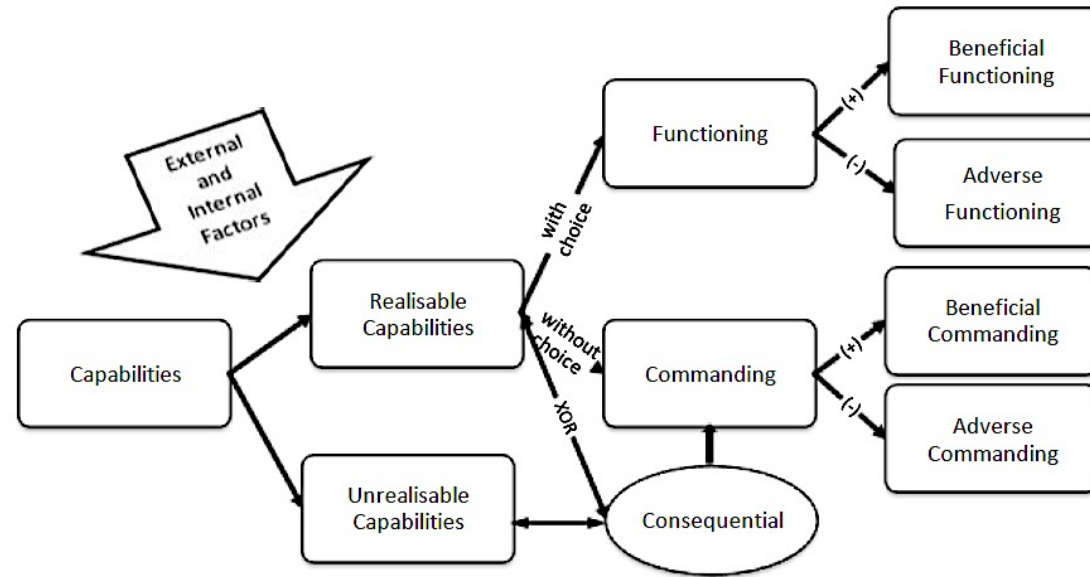 Beneficial
Functioning
(+)
Functioning
(-)
Adverse
Functioning
External
and
Internal
Factors
with
choice
Realisable
Capabilities
Beneficial
Commanding
without
choice
(+)
Capabilities
Commanding
(-)
XOR
Adverse
Commanding
Unrealisable
Capabilities
Consequential